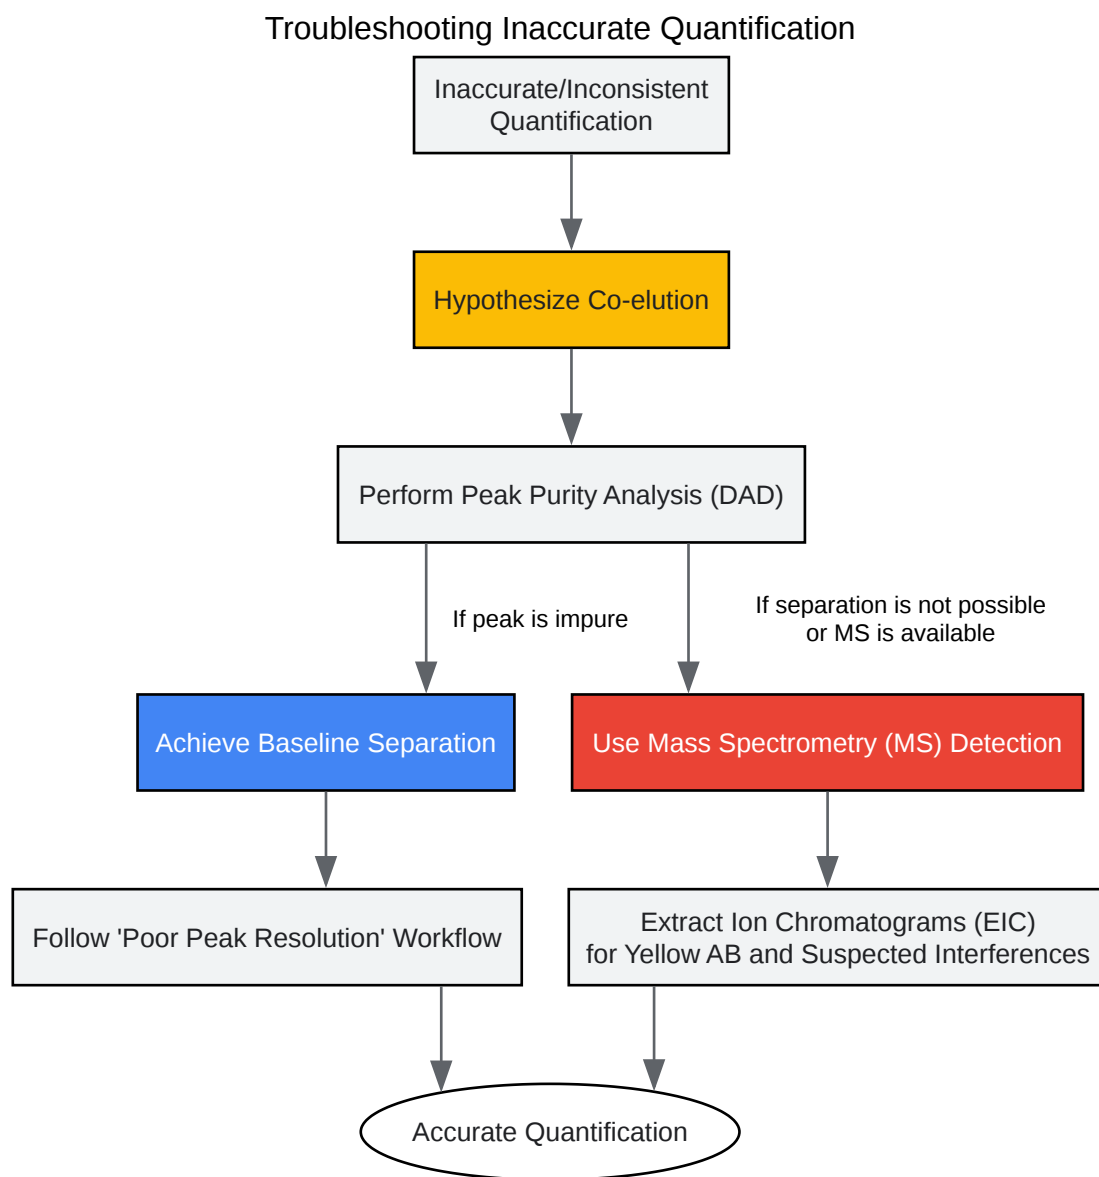 Troubleshooting Inaccurate Quantification
Inaccurate/Inconsistent
Quantification
Hypothesize Co-elution
Perform Peak Purity Analysis (DAD)
If peak is impure
If separation is not possible
or MS is available
Achieve Baseline Separation
Use Mass Spectrometry (MS) Detection
Follow 'Poor Peak Resolution' Workflow
Extract Ion Chromatograms (EIC)
for Yellow AB and Suspected Interferences
Accurate Quantification